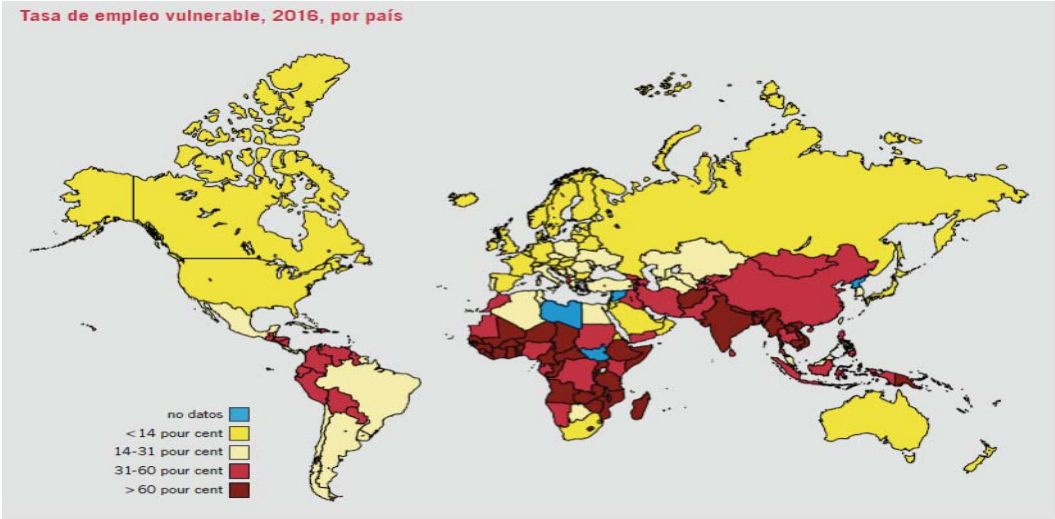 Tasa de empleo vulnerable, 2016, por país
no datos
<14 pour cent
14-31 pour cent
31-60 pour cent
>60 pour cent